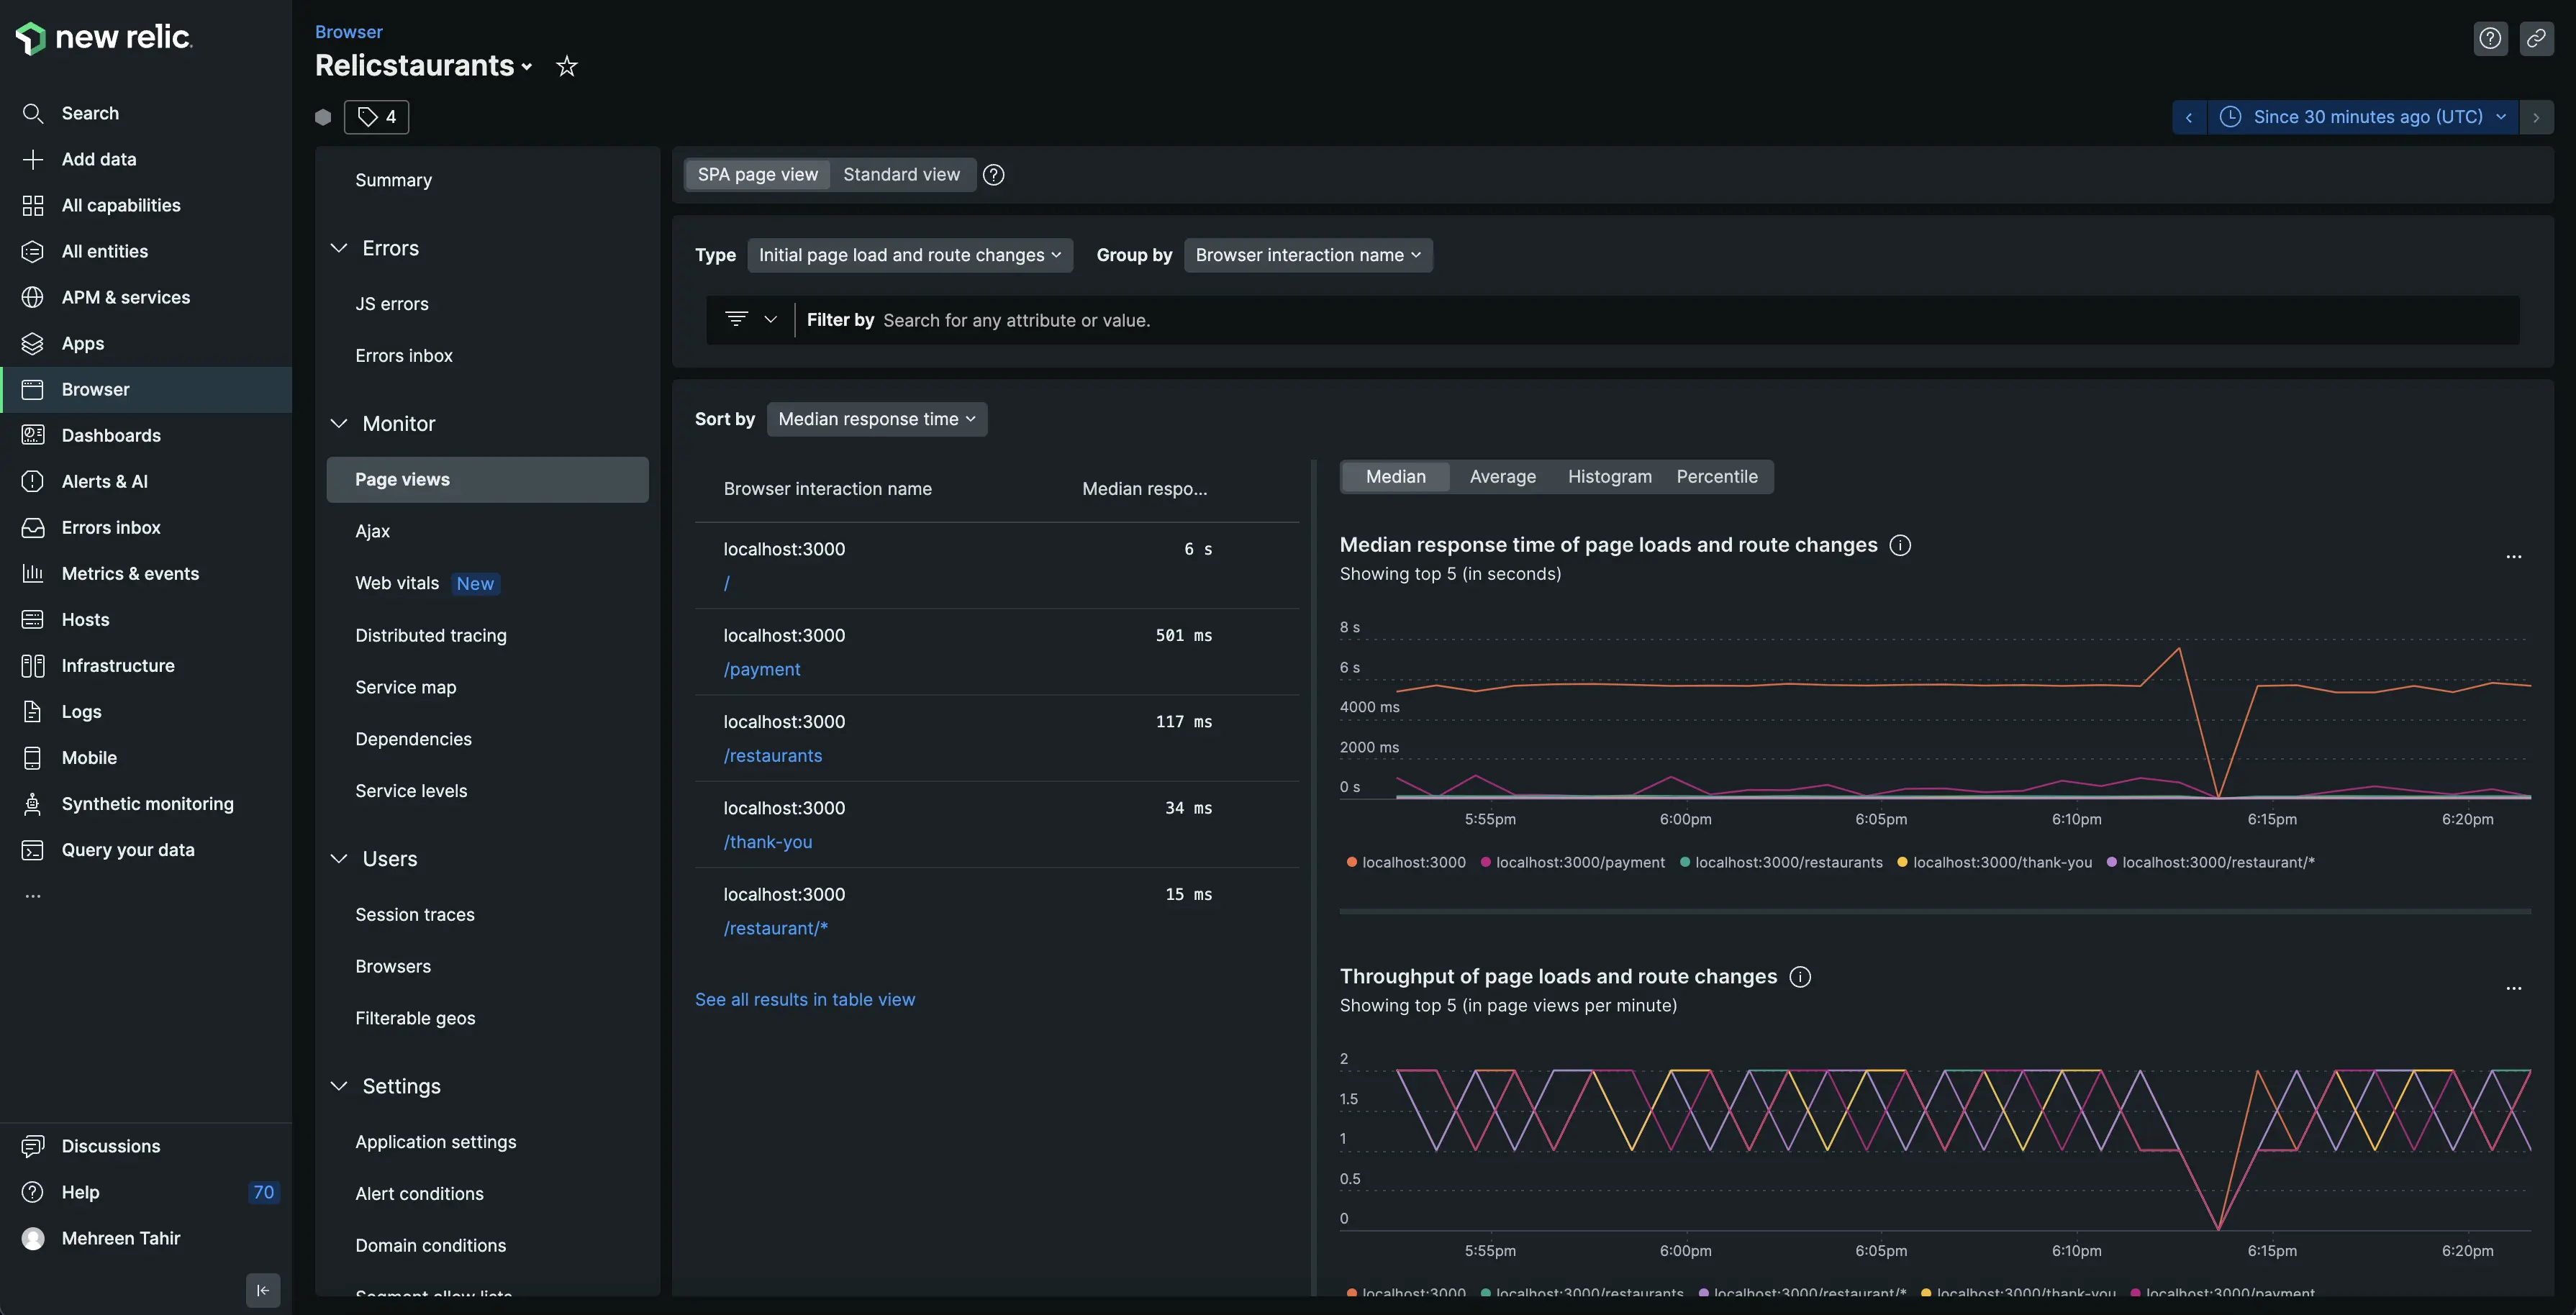 new relic.
Search
Add data
All capabilities
All entities
APM & services
Apps
Browser
Dashboards
Alerts & AI
Errors inbox
Metrics & events
Hosts
Infrastructure
Logs
Mobile
Synthetic monitoring
Query your data
...
Discussions
Help 70
Mehreen Tahir
Browser
Relicstaurants
4
Since 30 minutes ago (UTC)
Summary
Errors
JS errors
Errors inbox
Monitor
Page views
Ajax
Web vitals New
Distributed tracing
Service map
Dependencies
Service levels
Users
Session traces
Browsers
Filterable geos
Settings
Application settings
Alert conditions
Domain conditions
Segment allow lists
SPA page view Standard view
Type Initial page load and route changes Group by Browser interaction name
Filter by Search for any attribute or value.
Sort by Median response time
Browser interaction name Median respo...
localhost:3000 6 s
/
localhost:3000 501 ms
/payment
localhost:3000 117 ms
/restaurants
localhost:3000 34 ms
/thank-you
localhost:3000 15 ms
/restaurant/*
See all results in table view
Median Average Histogram Percentile
Median response time of page loads and route changes
Showing top 5 (in seconds)
...
8 s
6 s
4000 ms
2000 ms
0 s
5:55pm 6:00pm 6:05pm 6:10pm 6:15pm 6:20pm
localhost:3000 localhost:3000/payment localhost:3000/restaurants localhost:3000/thank-you localhost:3000/restaurant/*
Throughput of page loads and route changes
Showing top 5 (in page views per minute)
...
2
1.5
1
0.5
0
5:55pm 6:00pm 6:05pm 6:10pm 6:15pm 6:20pm
localhost:3000 localhost:3000/restaurants localhost:3000/restaurant/* localhost:3000/thank-you localhost:3000/payment